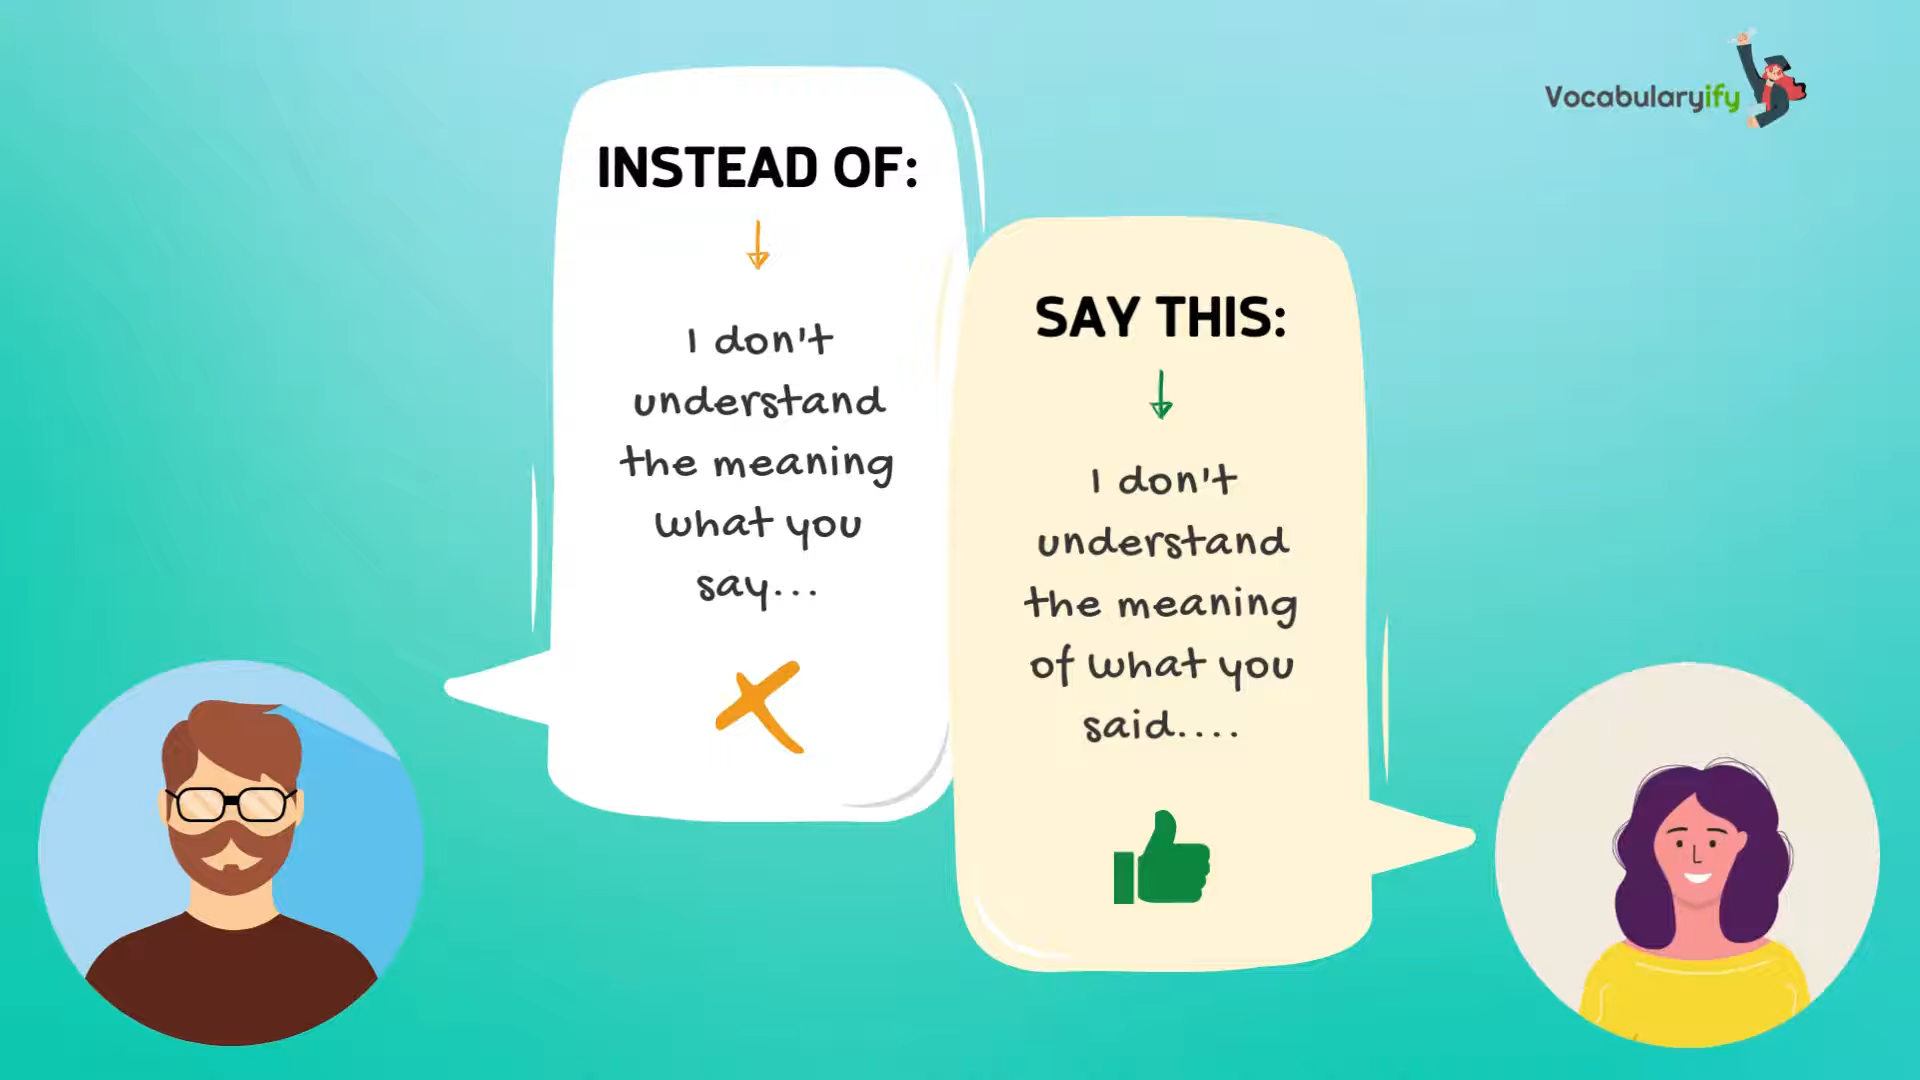 Vocabularyify
INSTEAD OF:
I don't
understand
the meaning
what you
say...
SAY THIS:
I don't
understand
the meaning
of what you
said....